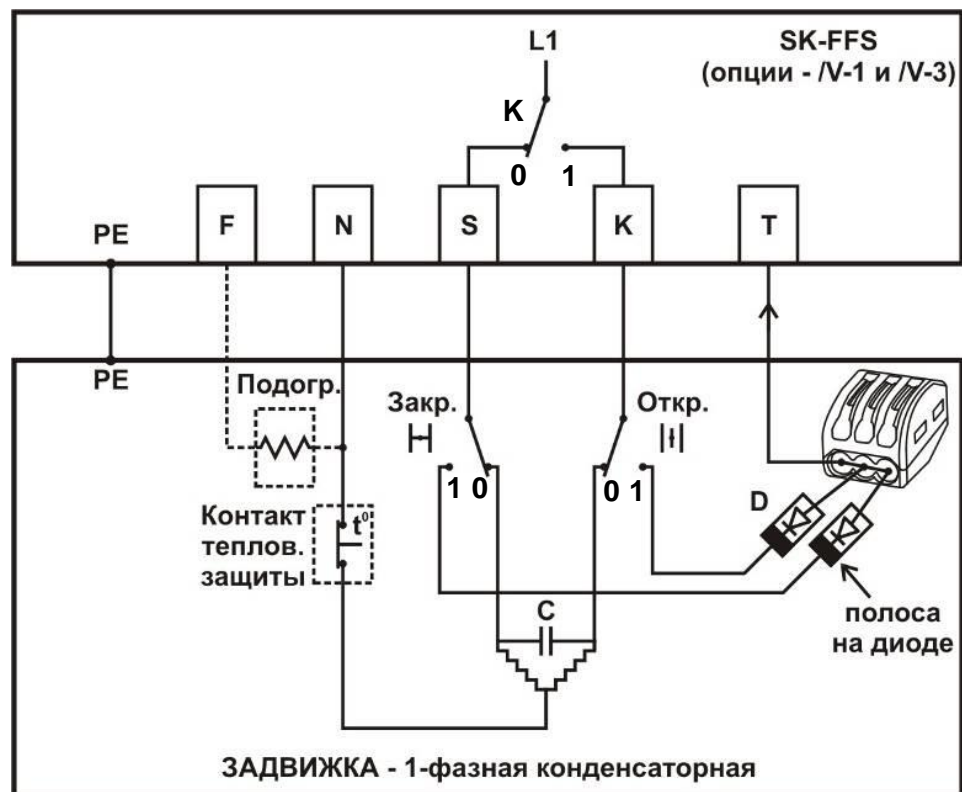 L1
SK-FFS
(опции - /V-1 и /V-3)
K
0 1
PE
F
N
S
K
T
PE
Подогр.
Закр.
Откр.
1 0
0 1
D
Контакт
теплов.
защиты
t⁰
C
полоса
на диоде
ЗАДВИЖКА - 1-фазная конденсаторная